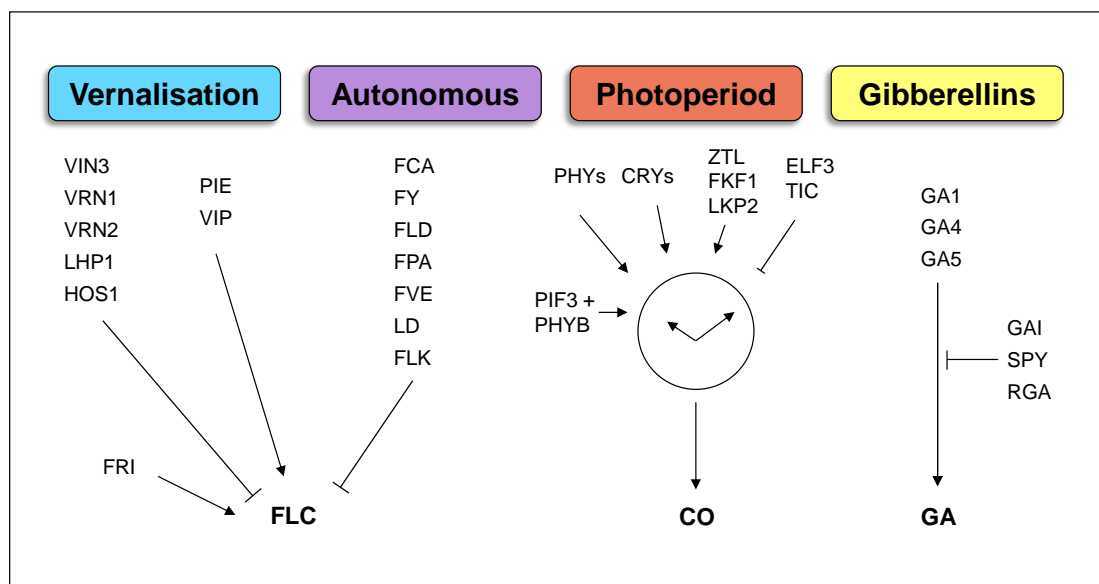 Vernalisation
Autonomous
Photoperiod
Gibberellins
VIN3
VRN1
VRN2
LHP1
HOS1
PIE
VIP
FRI
FCA
FY
FLD
FPA
FVE
LD
FLK
FLC
PHYs
CRYs
ZTL
FKF1
LKP2
ELF3
TIC
PIF3 +
PHYB
CO
GA1
GA4
GA5
GAI
SPY
RGA
GA